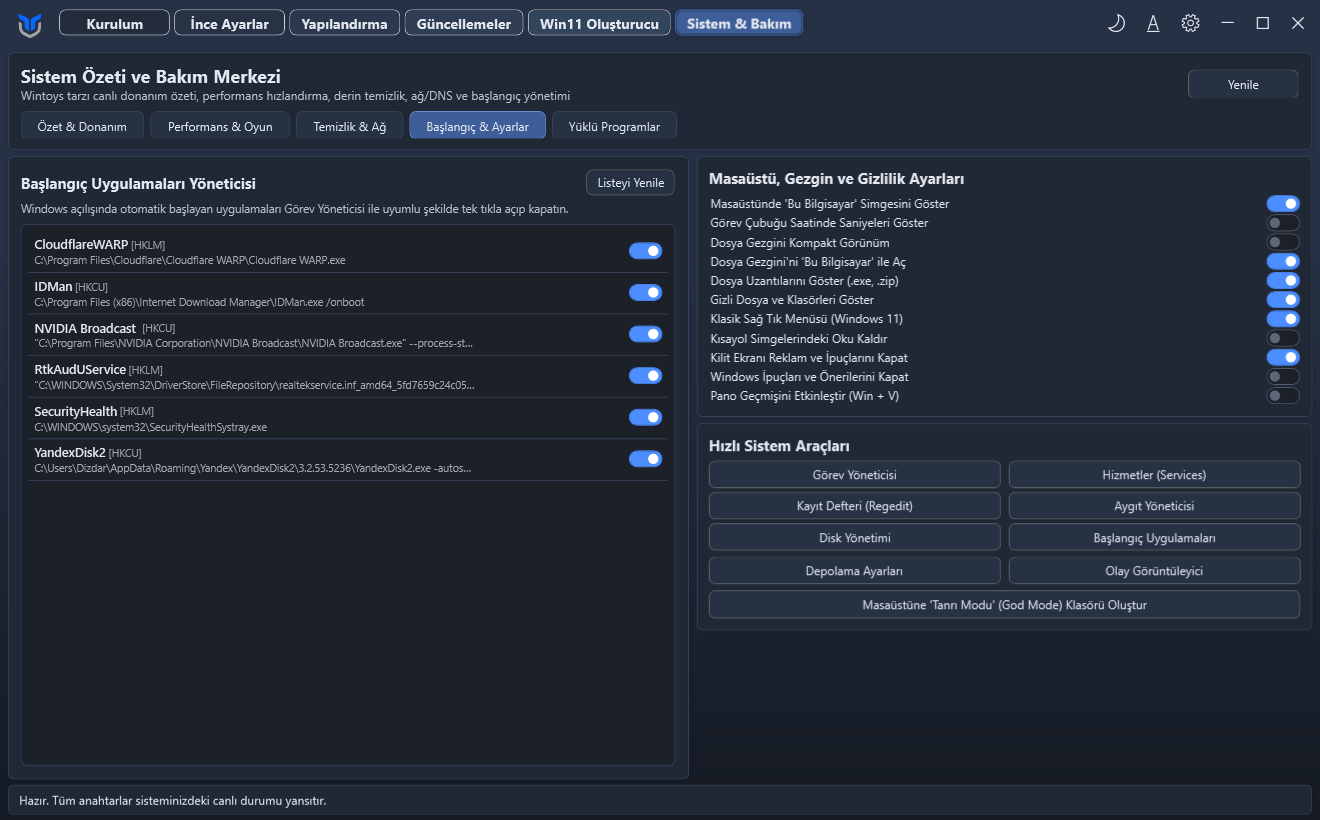 Kurulum
İnce Ayarlar
Yapılandırma
Güncellemeler
Win11 Oluşturucu
Sistem & Bakım
Sistem Özeti ve Bakım Merkezi
Wintoys tarzı canlı donanım özeti, performans hızlandırma, derin temizlik, ağ/DNS ve başlangıç yönetimi
Yenile
Özet & Donanım
Performans & Oyun
Temizlik & Ağ
Başlangıç & Ayarlar
Yüklü Programlar
Başlangıç Uygulamaları Yöneticisi
Listeyi Yenile
Windows açılışında otomatik başlayan uygulamaları Görev Yöneticisi ile uyumlu şekilde tek tıkla açıp kapatın.
CloudflareWARP [HKLM]
C:\Program Files\Cloudflare\Cloudflare WARP\Cloudflare WARP.exe
IDMan [HKCU]
C:\Program Files (x86)\Internet Download Manager\IDMan.exe /onboot
NVIDIA Broadcast [HKCU]
"C:\Program Files\NVIDIA Corporation\NVIDIA Broadcast\NVIDIA Broadcast.exe" --process-st...
RtkAudUService [HKLM]
"C:\WINDOWS\System32\DriverStore\FileRepository\realtekservice.inf_amd64_5fd7659c24c05...
SecurityHealth [HKLM]
C:\WINDOWS\system32\SecurityHealthSystray.exe
YandexDisk2 [HKCU]
C:\Users\Dizdar\AppData\Roaming\Yandex\YandexDisk2\3.2.53.5236\YandexDisk2.exe -autos...
Masaüstü, Gezgin ve Gizlilik Ayarları
Masaüstünde 'Bu Bilgisayar' Simgesini Göster
Görev Çubuğu Saatinde Saniyeleri Göster
Dosya Gezgini Kompakt Görünüm
Dosya Gezgini'ni 'Bu Bilgisayar' ile Aç
Dosya Uzantılarını Göster (.exe, .zip)
Gizli Dosya ve Klasörleri Göster
Klasik Sağ Tık Menüsü (Windows 11)
Kısayol Simgelerindeki Oku Kaldır
Kilit Ekranı Reklam ve İpuçlarını Kapat
Windows İpuçları ve Önerilerini Kapat
Pano Geçmişini Etkinleştir (Win + V)
Hızlı Sistem Araçları
Görev Yöneticisi
Hizmetler (Services)
Kayıt Defteri (Regedit)
Aygıt Yöneticisi
Disk Yönetimi
Başlangıç Uygulamaları
Depolama Ayarları
Olay Görüntüleyici
Masaüstüne 'Tanrı Modu' (God Mode) Klasörü Oluştur
Hazır. Tüm anahtarlar sisteminizdeki canlı durumu yansıtır.